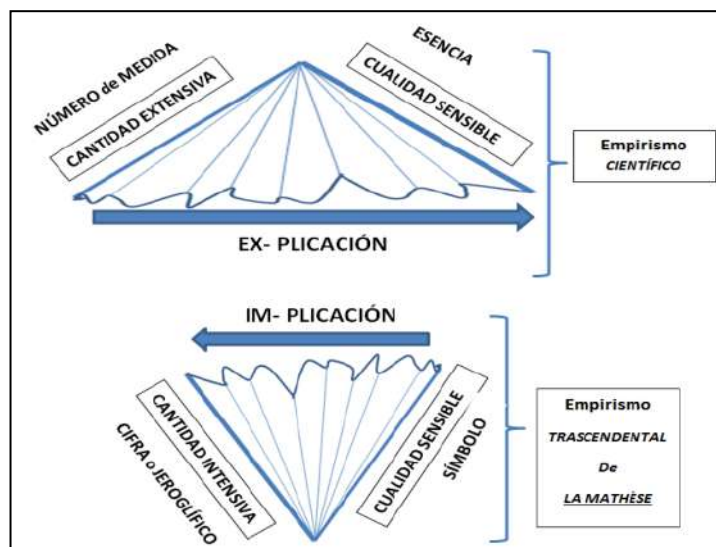 NÚMERO de MEDIDA
CANTIDAD EXTENSIVA
ESENCIA
CUALIDAD SENSIBLE
Empirismo
CIENTÍFICO
EX- PLICACIÓN
IM- PLICACIÓN
CANTIDAD INTENSIVA
CIFRA o JEROGLÍFICO
CUALIDAD SENSIBLE
SÍMBOLO
Empirismo
TRASCENDENTAL
De
LA MATHÈSE